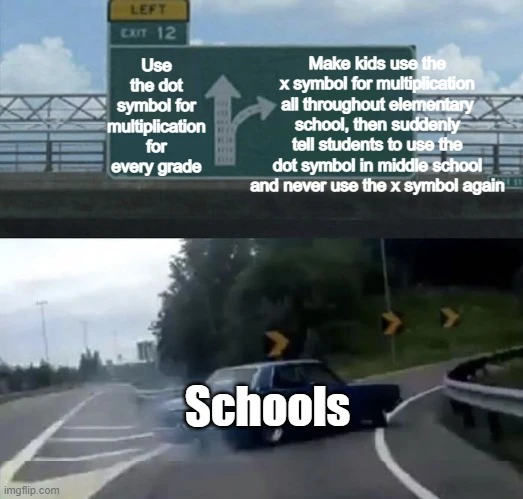 LEFT
EXIT 12
Use
the dot
symbol for
multiplication
for
every grade
Make kids use the
x symbol for multiplication
all throughout elementary
school, then suddenly
tell students to use the
dot symbol in middle school
and never use the x symbol again
Schools
imgflip.com